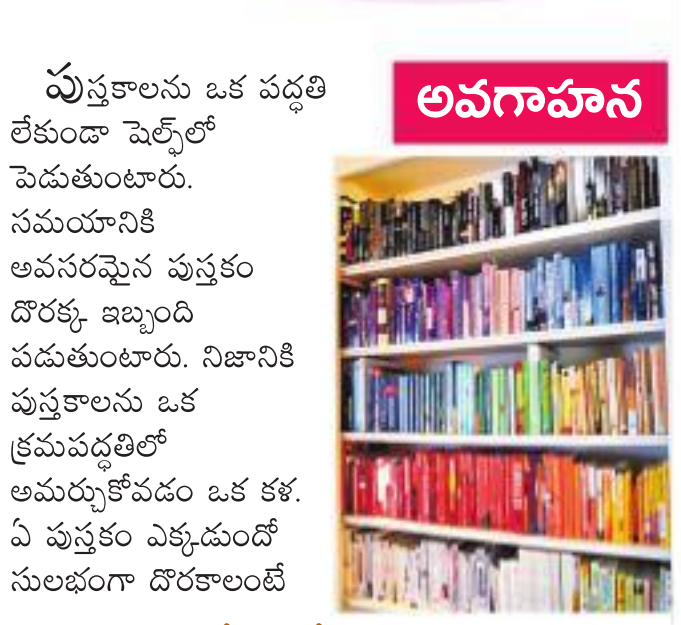 అవగాహన
పుస్తకాలను ఒక పద్ధతి
లేకుండా షెల్ఫ్‌లో
పెడుతుంటారు.
సమయానికి
అవసరమైన పుస్తకం
దొరక్క ఇబ్బంది
పడుతుంటారు. నిజానికి
పుస్తకాలను ఒక
క్రమపద్ధతిలో
అమర్చుకోవడం ఒక కళ.
ఏ పుస్తకం ఎక్కడుందో
సులభంగా దొరకాలంటే